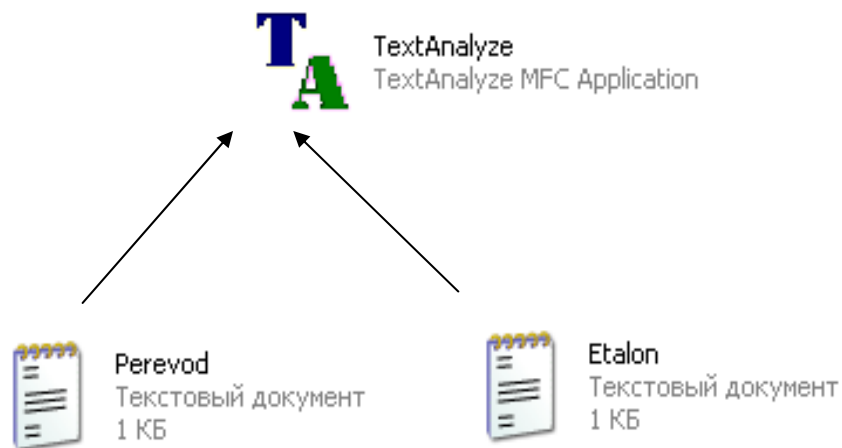 TA
TextAnalyze
TextAnalyze MFC Application
Perevod
Текстовый документ
1 КБ
Etalon
Текстовый документ
1 КБ